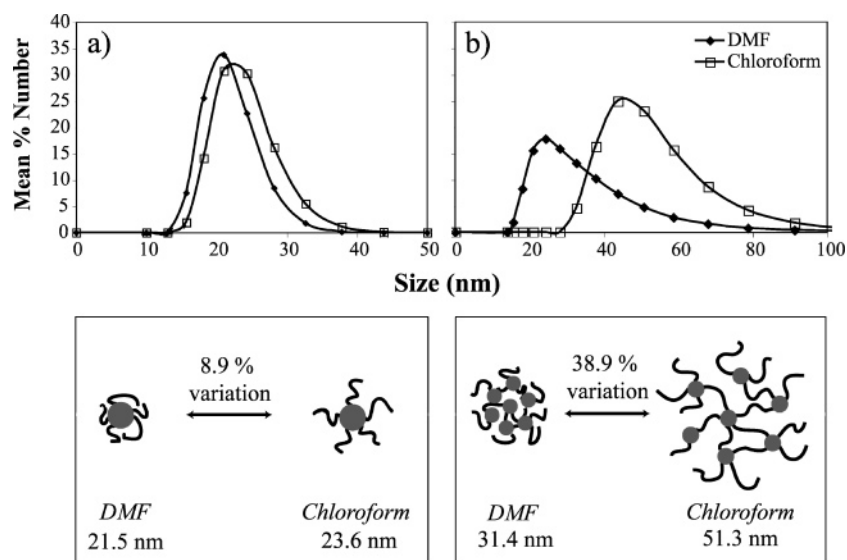 a)
b)
DMF
Chloroform
Mean % Number
40
35
30
25
20
15
10
5
0
0 10 20 30 40 50
0 20 40 60 80 100
Size (nm)
8.9 %
variation
DMF
21.5 nm
Chloroform
23.6 nm
38.9 %
variation
DMF
31.4 nm
Chloroform
51.3 nm